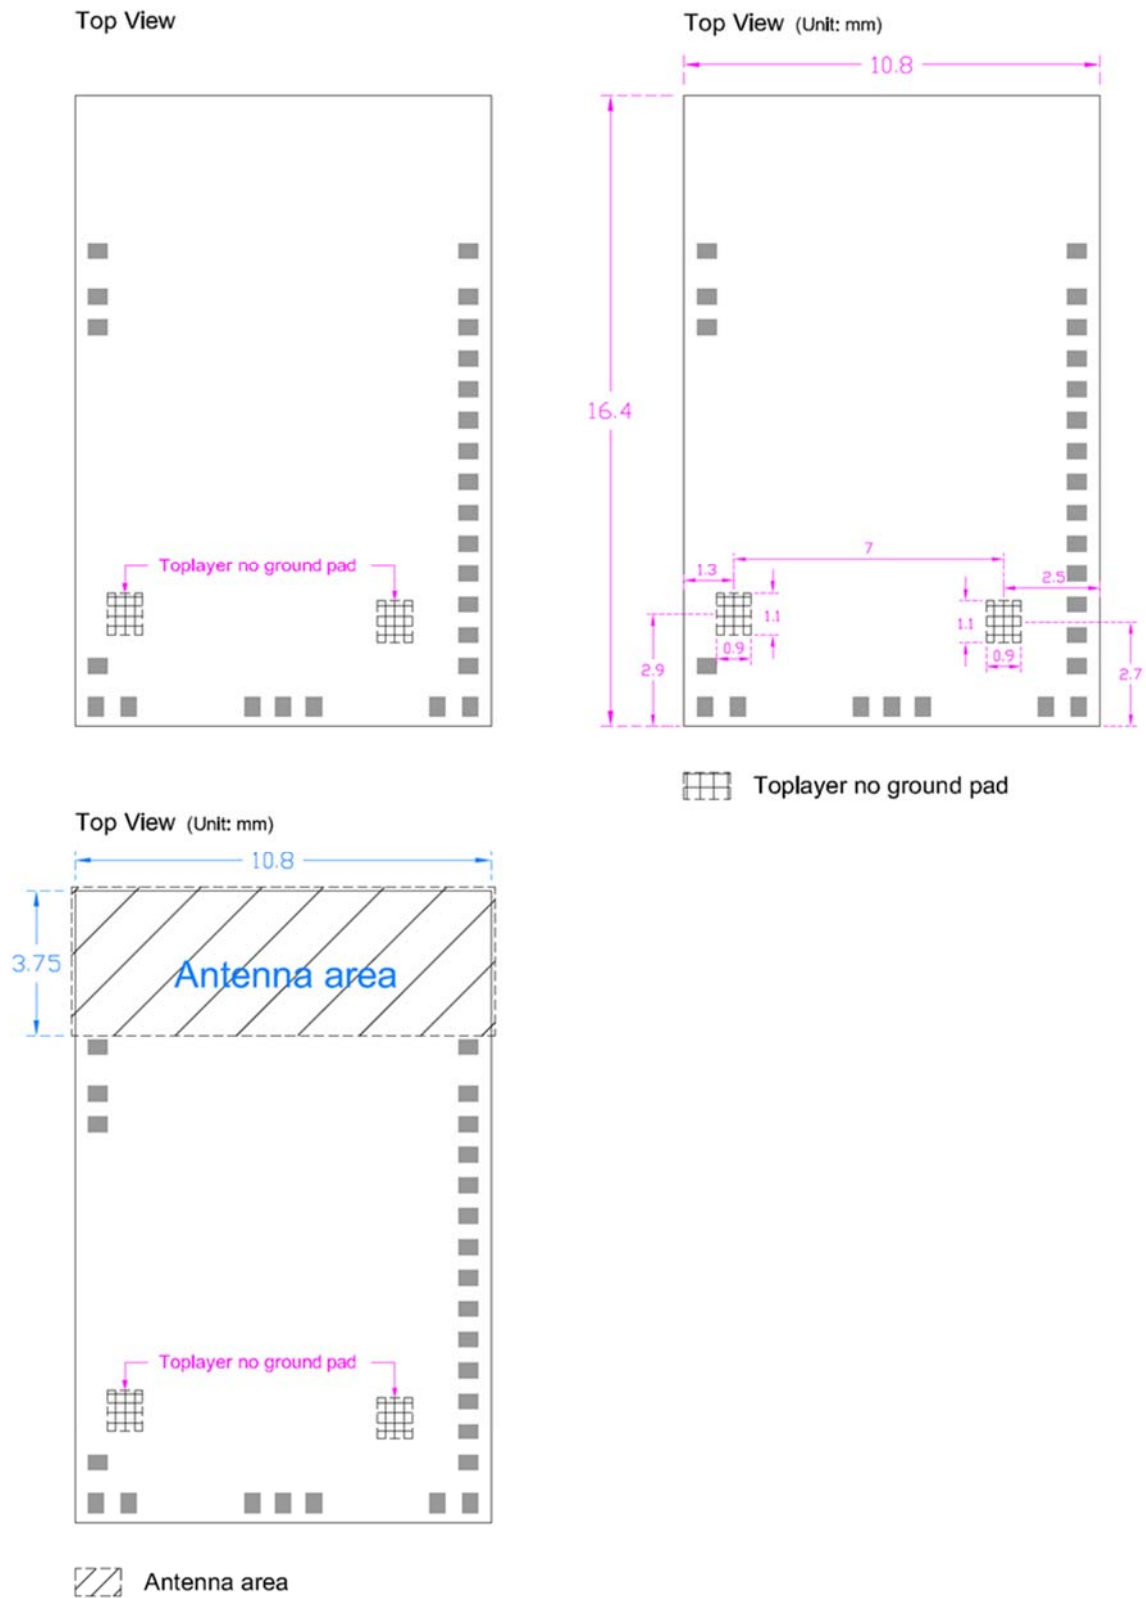 Top View
Toplayer no ground pad
Top View (Unit: mm)
10.8
16.4
7
1.3
2.5
1.1
1.1
0.9
0.9
2.9
2.7
Toplayer no ground pad
Top View (Unit: mm)
10.8
3.75
Antenna area
Toplayer no ground pad
Antenna area